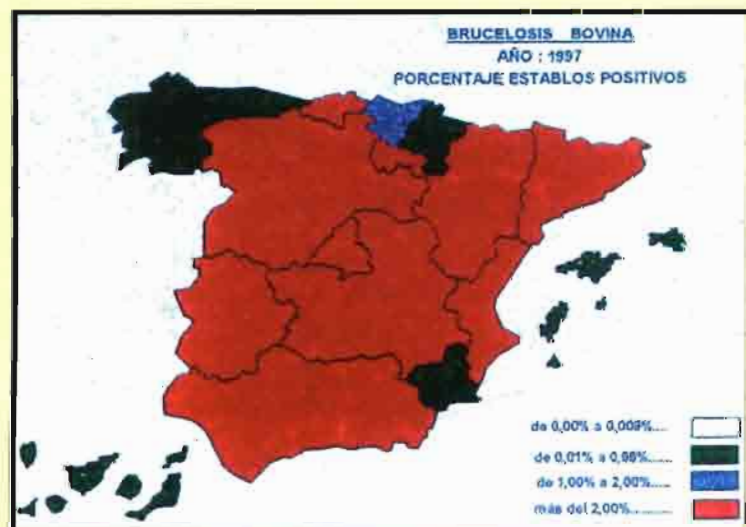 BRUCELOSIS BOVINA
AÑO : 1997
PORCENTAJE ESTABLOS POSITIVOS
de 0,00% a 0,009%....
de 0,01% a 0,99%......
de 1,00% a 2,00%.....
más del 2,00%........